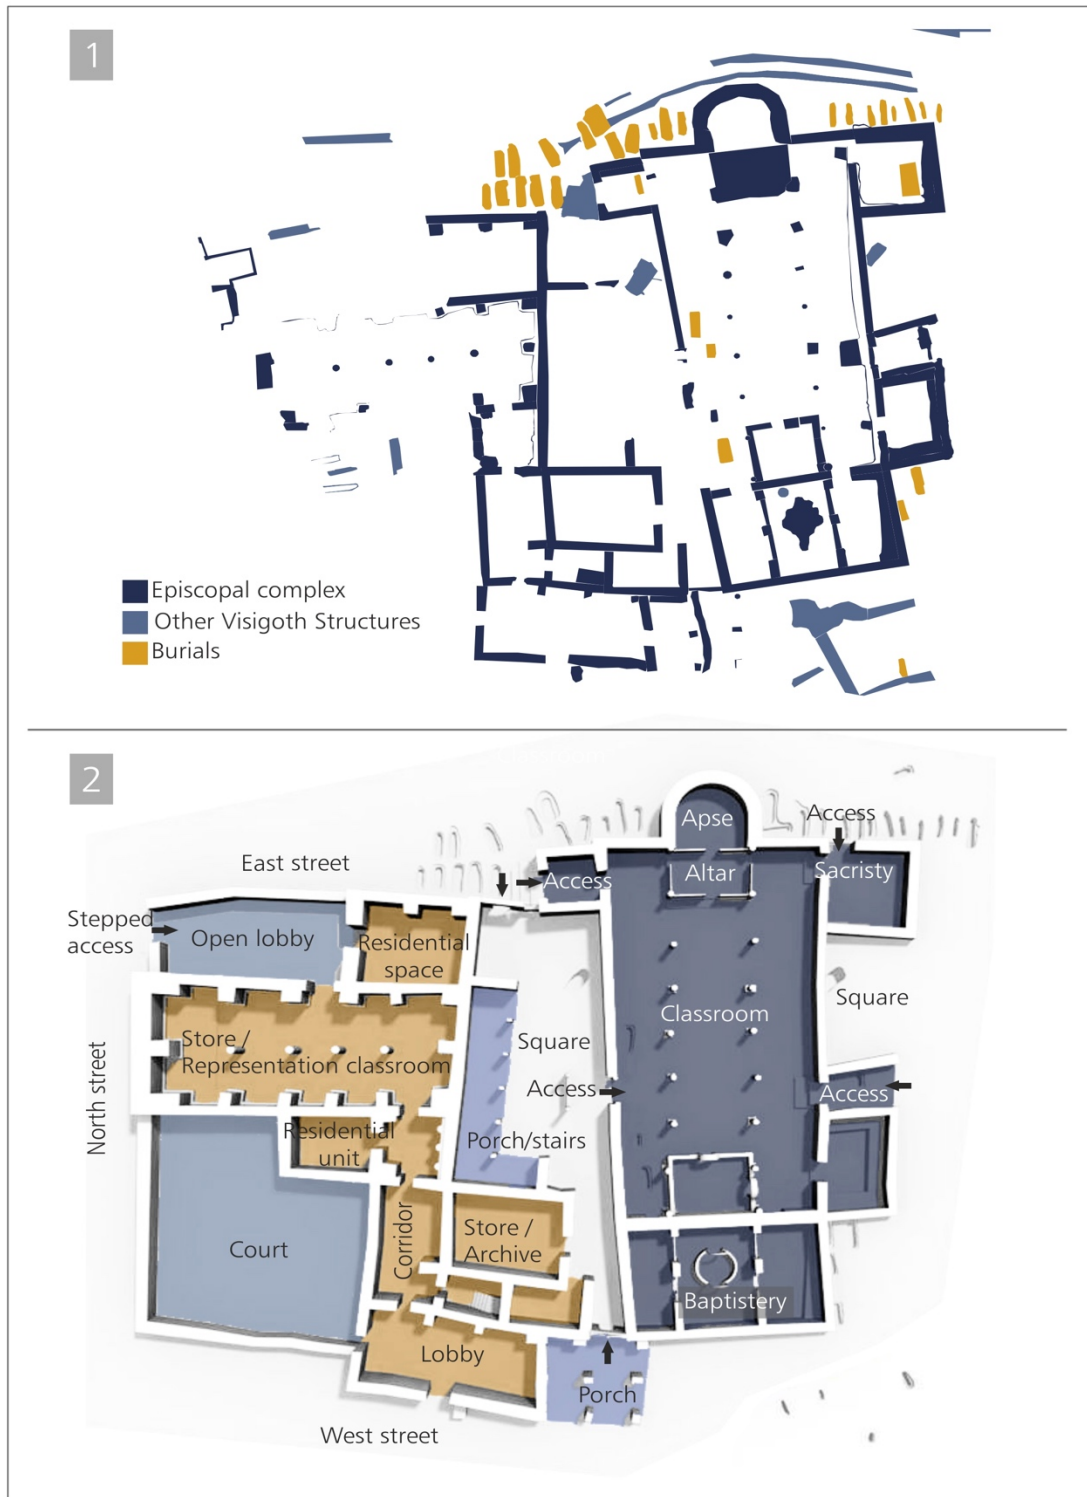 1
Episcopal complex
Other Visigoth Structures
Burials
2
Apse
Access
East street
Altar
Sacristy
Access
Stepped
access
Open lobby
Residential
space
Classroom
Square
Store /
Representation classroom
Square
North street
Access
Access
Residential
unit
Porch/stairs
Corridor
Store /
Archive
Court
Baptistery
Lobby
Porch
West street